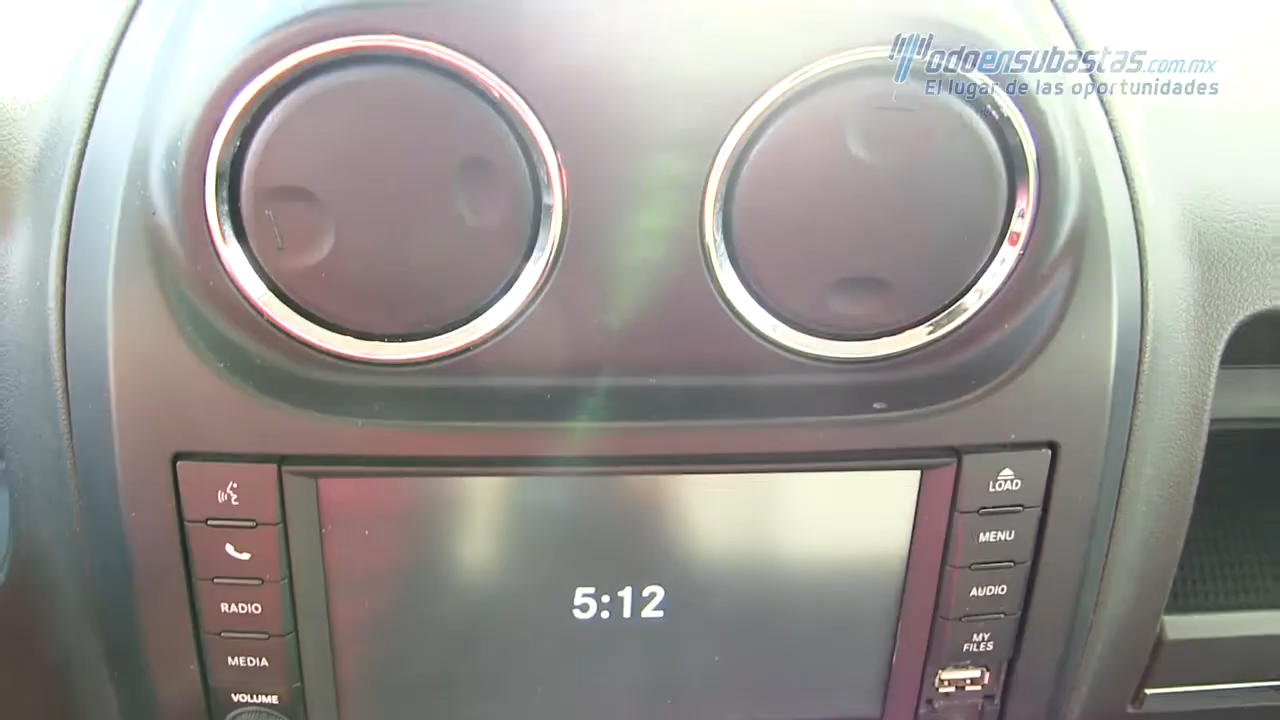 Todoensubastas.com.mx
El lugar de las oportunidades
LOAD
MENU
RADIO
AUDIO
5:12
MY
FILES
MEDIA
VOLUME